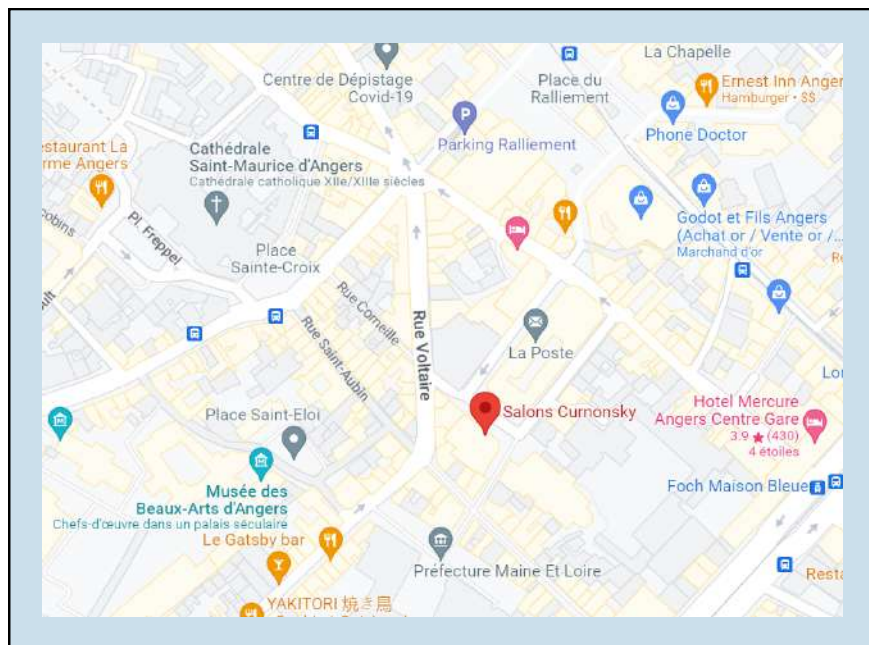 La Chapelle
Centre de Dépistage
Covid-19
Place du
Ralliement
Ernest Inn Anger
Hamburger • $$
P
Parking Ralliement
Phone Doctor
estaurant La
rme Angers
Cathédrale
Saint-Maurice d'Angers
Cathédrale catholique XIIe/XIIIe siècles
Godot et Fils Angers
(Achat or / Vente or /...
Marchand d'or
Re
obins
Pl. Freppel
Place
Sainte-Croix
ult
Rue Corneille
Rue Saint-Aubin
Rue Voltaire
La Poste
Lor
Salons Curnonsky
Hotel Mercure
Angers Centre Gare
3.9 ★ (430)
4 étoiles
Place Saint-Eloi
Musée des
Beaux-Arts d'Angers
Chefs-d'œuvre dans un palais séculaire
Foch Maison Bleue
Le Gatsby bar
Préfecture Maine Et Loire
Resta
YAKITORI 焼き鳥